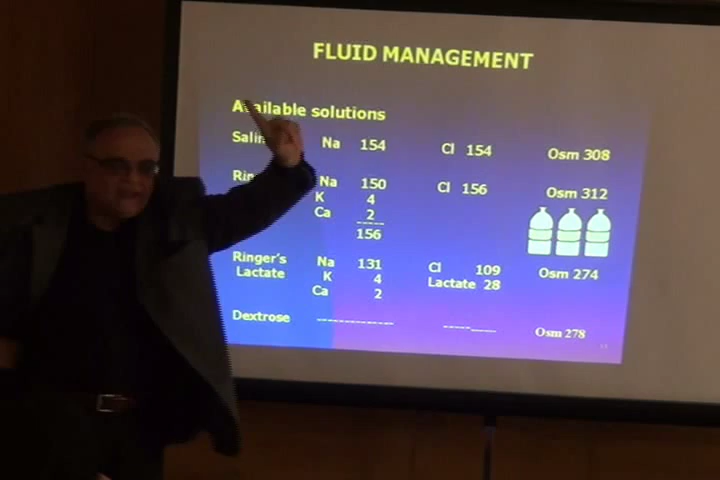 FLUID MANAGEMENT
Available solutions
Na 154 Cl 154 Osm 308
Na 150 Cl 156 Osm 312
K 4
Ca 2
-----
156
Ringer's Na 131 Cl 109 Osm 274
Lactate K 4 Lactate 28
Ca 2
Dextrose -------------- --------- Osm 278